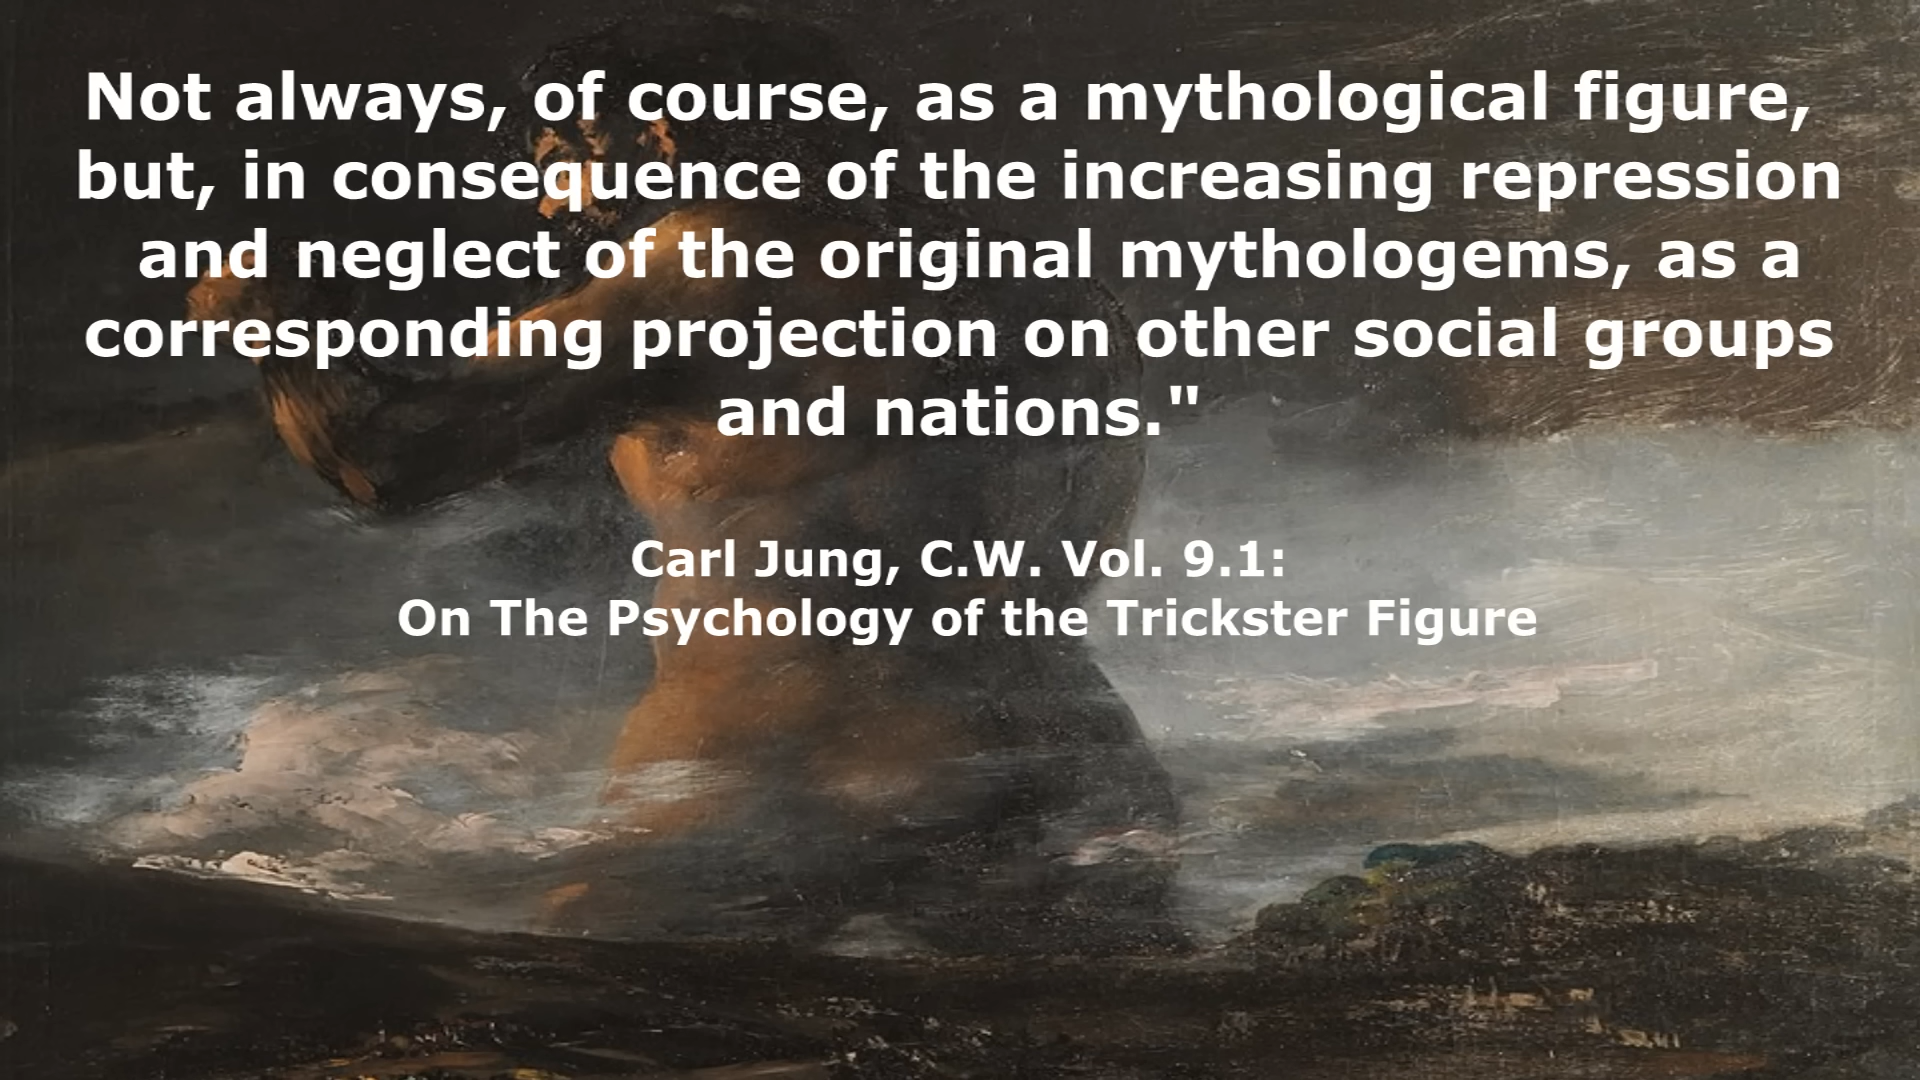 Not always, of course, as a mythological figure,
but, in consequence of the increasing repression
and neglect of the original mythologems, as a
corresponding projection on other social groups
and nations."
Carl Jung, C.W. Vol. 9.1:
On The Psychology of the Trickster Figure